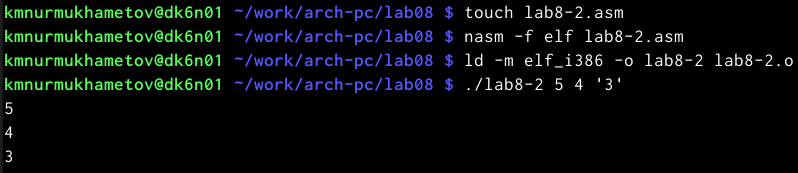 kmnurmukhametov@dk6n01 ~/work/arch-pc/lab08 $ touch lab8-2.asm
kmnurmukhametov@dk6n01 ~/work/arch-pc/lab08 $ nasm -f elf lab8-2.asm
kmnurmukhametov@dk6n01 ~/work/arch-pc/lab08 $ ld -m elf_i386 -o lab8-2 lab8-2.o
kmnurmukhametov@dk6n01 ~/work/arch-pc/lab08 $ ./lab8-2 5 4 '3'
5
4
3